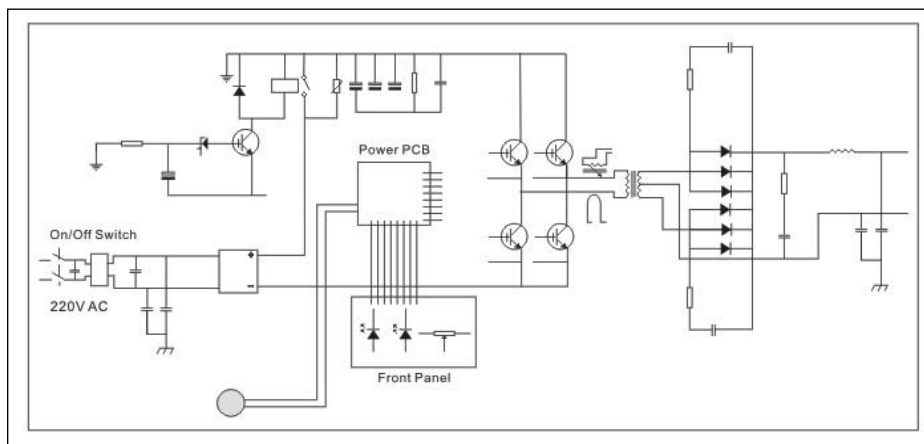 Power PCB
On/Off Switch
+
-
220V AC
Front Panel